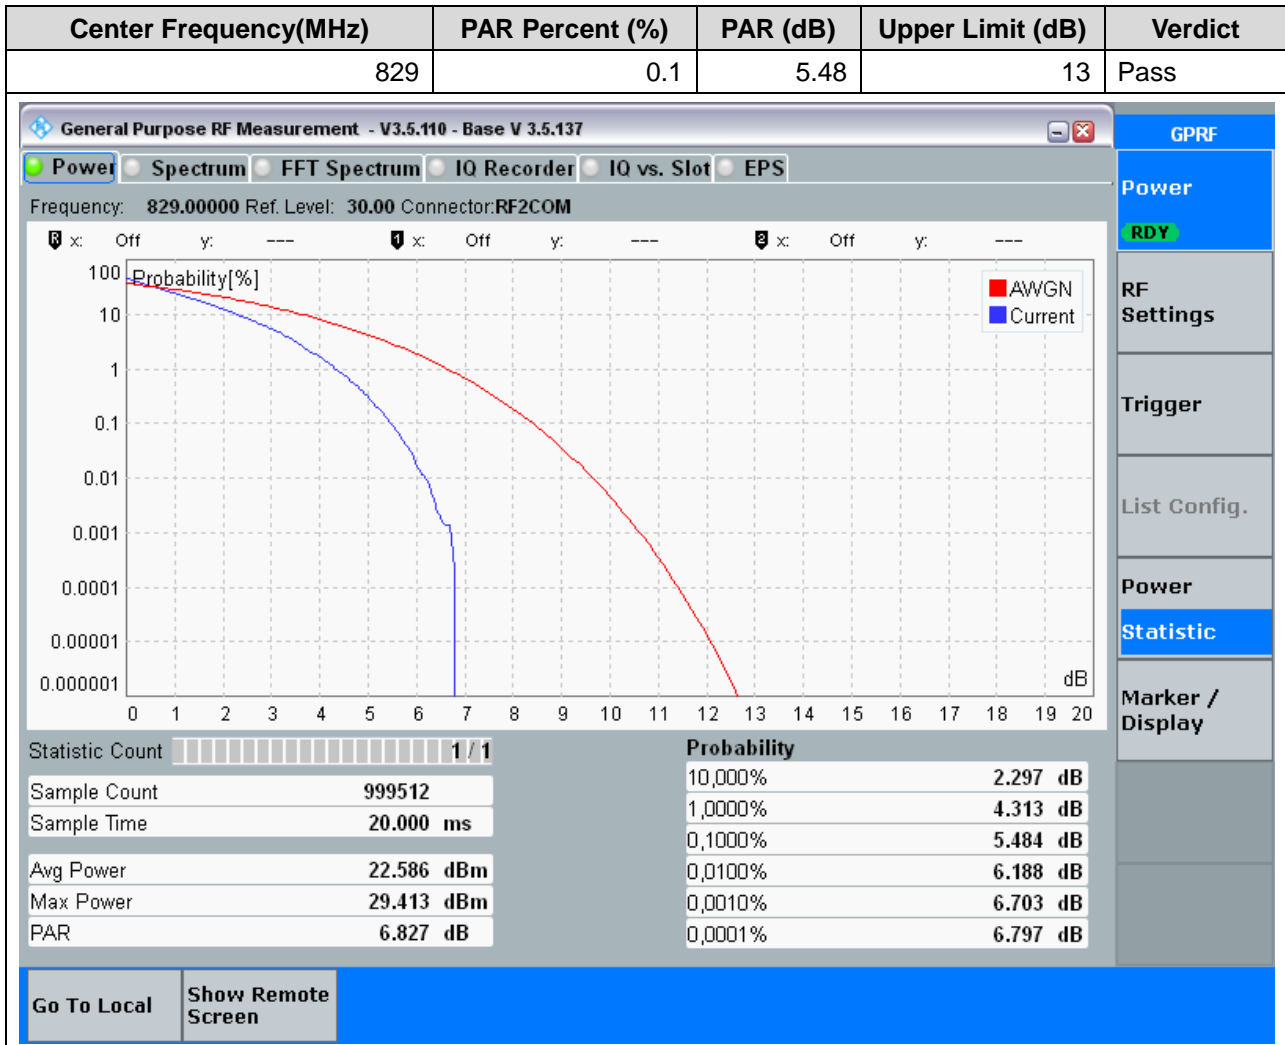 Center Frequency(MHz) PAR Percent (%) PAR (dB) Upper Limit (dB) Verdict
829 0.1 5.48 13 Pass
General Purpose RF Measurement - V3.5.110 - Base V 3.5.137
GPRF
Power Spectrum FFT Spectrum IQ Recorder IQ vs. Slot EPS
Frequency: 829.00000 Ref. Level: 30.00 Connector:RF2COM
R x: Off y: --- 1 x: Off y: --- 2 x: Off y: ---
Probability[%]
100
10
1
0.1
0.01
0.001
0.0001
0.00001
0.000001
AWGN
Current
dB
0 1 2 3 4 5 6 7 8 9 10 11 12 13 14 15 16 17 18 19 20
Statistic Count 1 / 1
Sample Count 999512
Sample Time 20.000 ms
Avg Power 22.586 dBm
Max Power 29.413 dBm
PAR 6.827 dB
Probability
10,000% 2.297 dB
1,0000% 4.313 dB
0,1000% 5.484 dB
0,0100% 6.188 dB
0,0010% 6.703 dB
0,0001% 6.797 dB
Power
RDY
RF
Settings
Trigger
List Config.
Power
Statistic
Marker /
Display
Go To Local
Show Remote
Screen